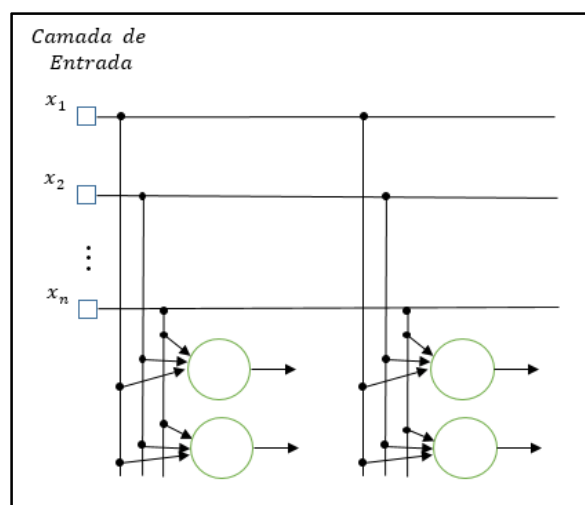 Camada de
Entrada
x₁
x₂
⋮
xₙ